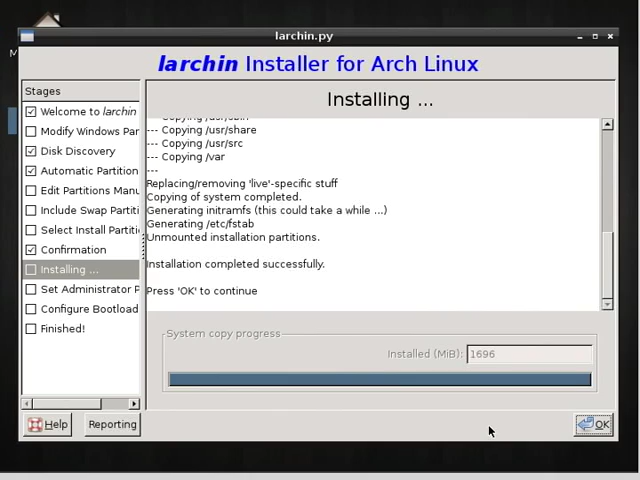 M
larchin.py
larchin Installer for Arch Linux
Stages
Welcome to larchin
Modify Windows Par
Disk Discovery
Automatic Partition
Edit Partitions Manu
Include Swap Partiti
Select Install Partitio
Confirmation
Installing ...
Set Administrator P
Configure Bootload
Finished!
Installing ...
--- Copying /usr/share
--- Copying /usr/src
--- Copying /var
---
Replacing/removing 'live'-specific stuff
Copying of system completed.
Generating initramfs (this could take a while ...)
Generating /etc/fstab
Unmounted installation partitions.
Installation completed successfully.
Press 'OK' to continue
System copy progress
Installed (MiB): 1696
Help
Reporting
OK